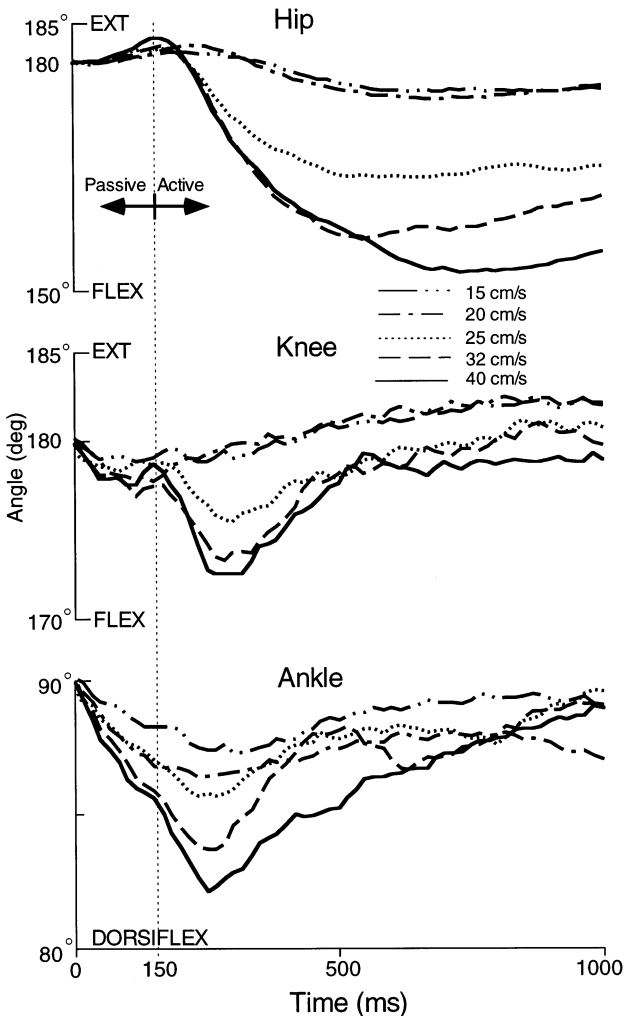 Hip
185° EXT
180
Passive Active
150° FLEX
15 cm/s
20 cm/s
25 cm/s
32 cm/s
40 cm/s
Knee
185° EXT
180
Angle (deg)
170° FLEX
Ankle
90°
80° DORSIFLEX
0 150 500 1000
Time (ms)